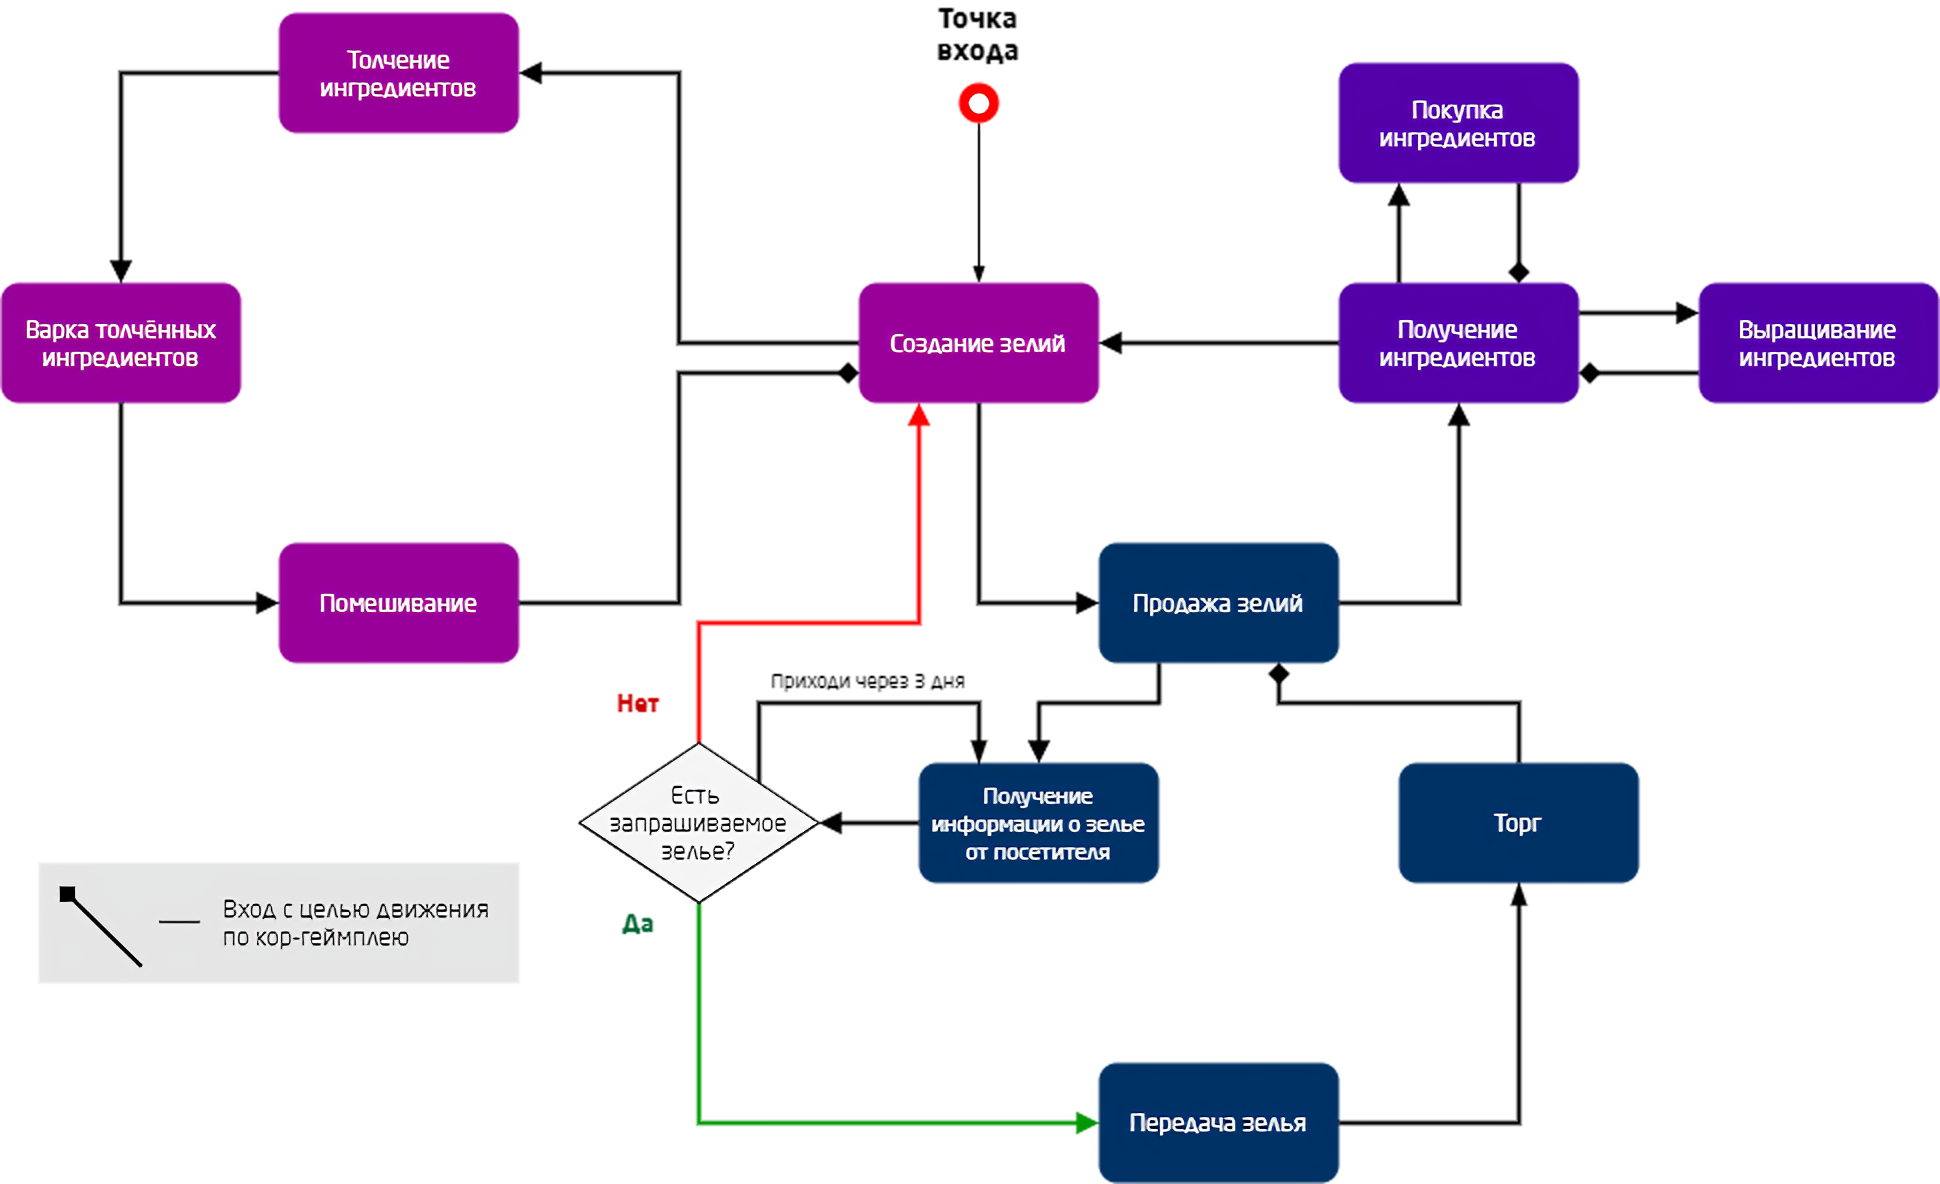 Точка
входа
Толчение
ингредиентов
Покупка
ингредиентов
Варка толчённых
ингредиентов
Создание зелий
Получение
ингредиентов
Выращивание
ингредиентов
Помешивание
Продажа зелий
Приходи через 3 дня
Нет
Есть
запрашиваемое
зелье?
Получение
информации о зелье
от посетителя
Торг
Да
Вход с целью движения
по кор-геймплею
Передача зелья